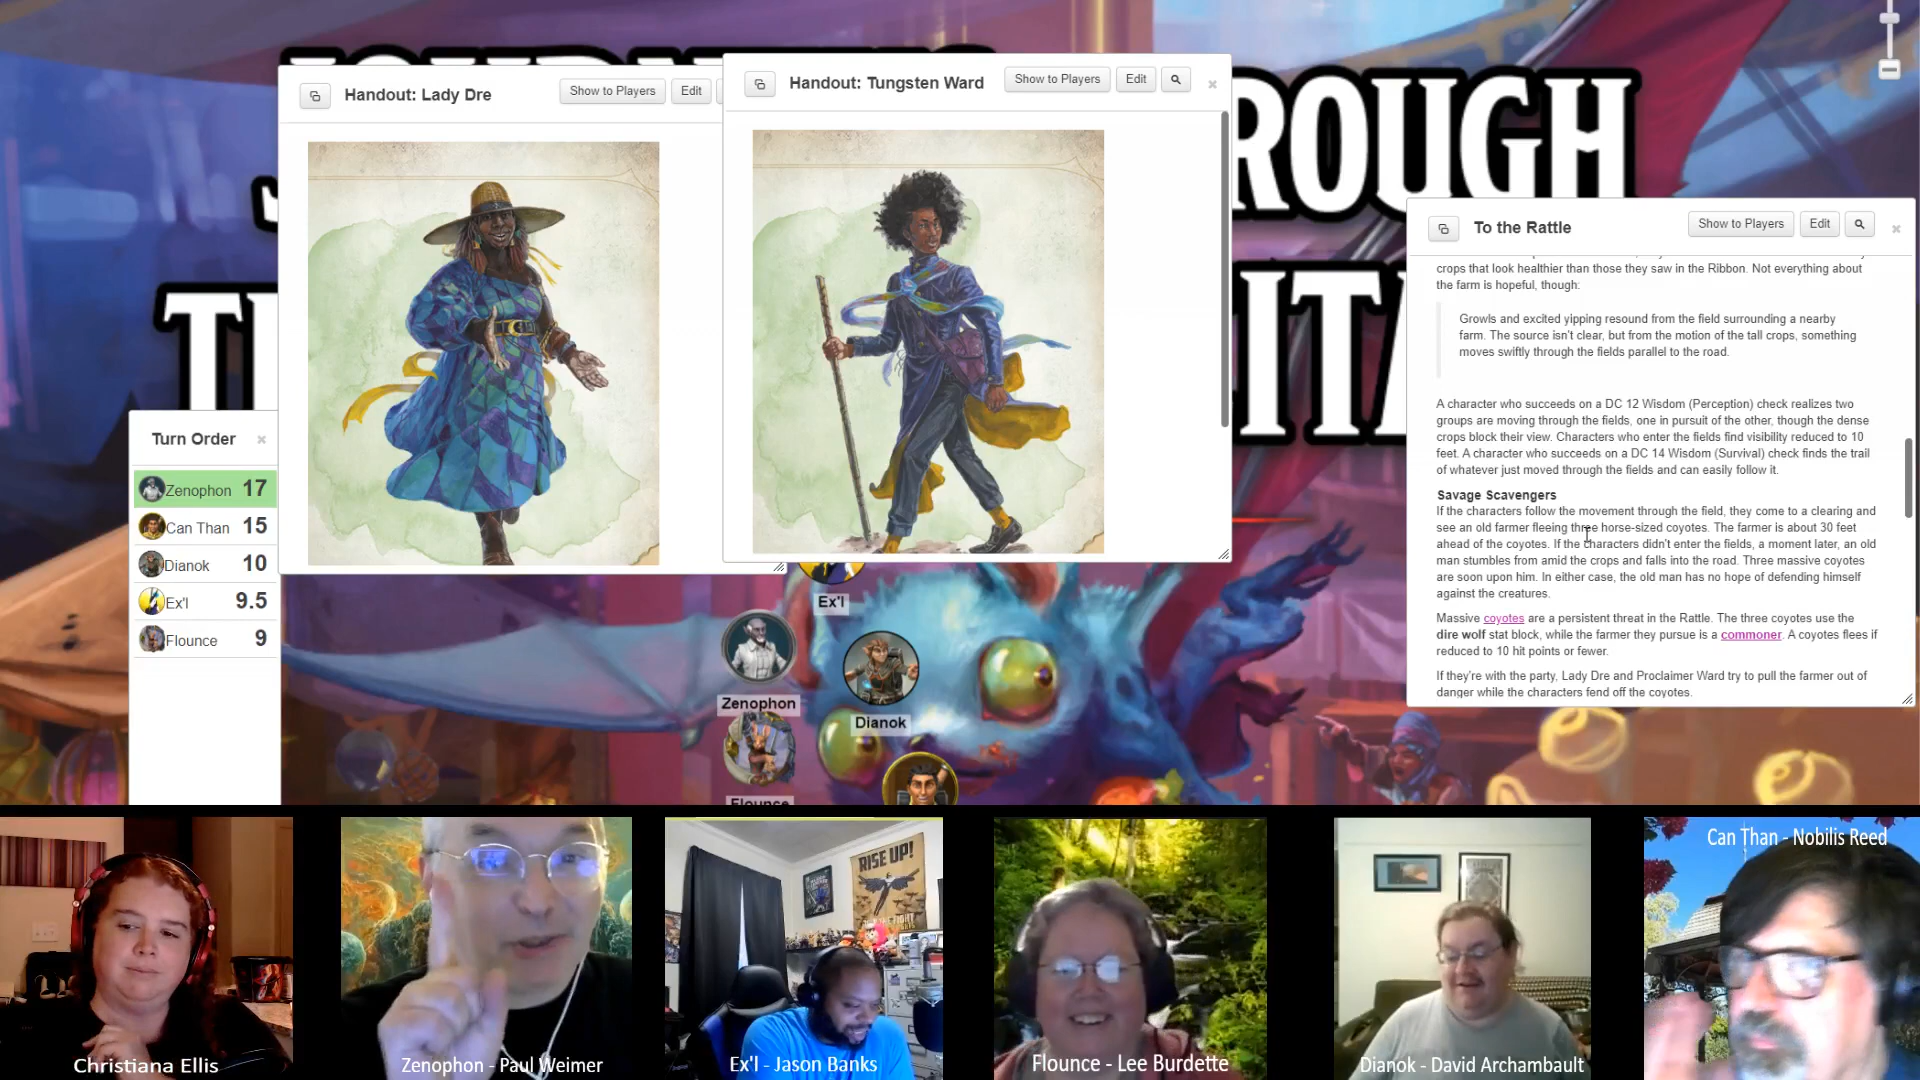 ROUGH
Handout: Lady Dre
Show to Players
Edit
Handout: Tungsten Ward
Show to Players
Edit
To the Rattle
Show to Players
Edit
crops that look healthier than those they saw in the Ribbon. Not everything about
the farm is hopeful, though:
Growls and excited yipping resound from the field surrounding a nearby
farm. The source isn't clear, but from the motion of the tall crops, something
moves swiftly through the fields parallel to the road.
A character who succeeds on a DC 12 Wisdom (Perception) check realizes two
groups are moving through the fields, one in pursuit of the other, though the dense
crops block their view. Characters who enter the fields find visibility reduced to 10
feet. A character who succeeds on a DC 14 Wisdom (Survival) check finds the trail
of whatever just moved through the fields and can easily follow it.
Savage Scavengers
If the characters follow the movement through the field, they come to a clearing and
see an old farmer fleeing three horse-sized coyotes. The farmer is about 30 feet
ahead of the coyotes. If the characters didn't enter the fields, a moment later, an old
man stumbles from amid the crops and falls into the road. Three massive coyotes
are soon upon him. In either case, the old man has no hope of defending himself
against the creatures.
Massive coyotes are a persistent threat in the Rattle. The three coyotes use the
dire wolf stat block, while the farmer they pursue is a commoner. A coyotes flees if
reduced to 10 hit points or fewer.
If they're with the party, Lady Dre and Proclaimer Ward try to pull the farmer out of
danger while the characters fend off the coyotes.
Turn Order
Zenophon 17
Can Than 15
Dianok 10
Ex'l 9.5
Flounce 9
Ex'l
Zenophon
Dianok
Flounce
RISE UP!
Christiana Ellis
Zenophon - Paul Weimer
Ex'l - Jason Banks
Flounce - Lee Burdette
Dianok - David Archambault
Can Than - Nobilis Reed